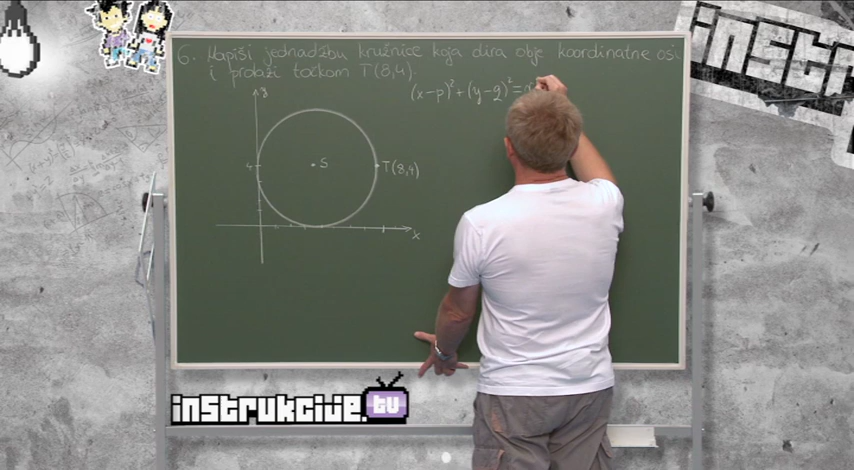 6. Napiši jednadžbu kružnice koja dira obje koordinatne osi
i prolazi točkom T(8,4).
(x-p)²+(y-q)²=
y
4
S
T(8,4)
x
instrukcije.tv